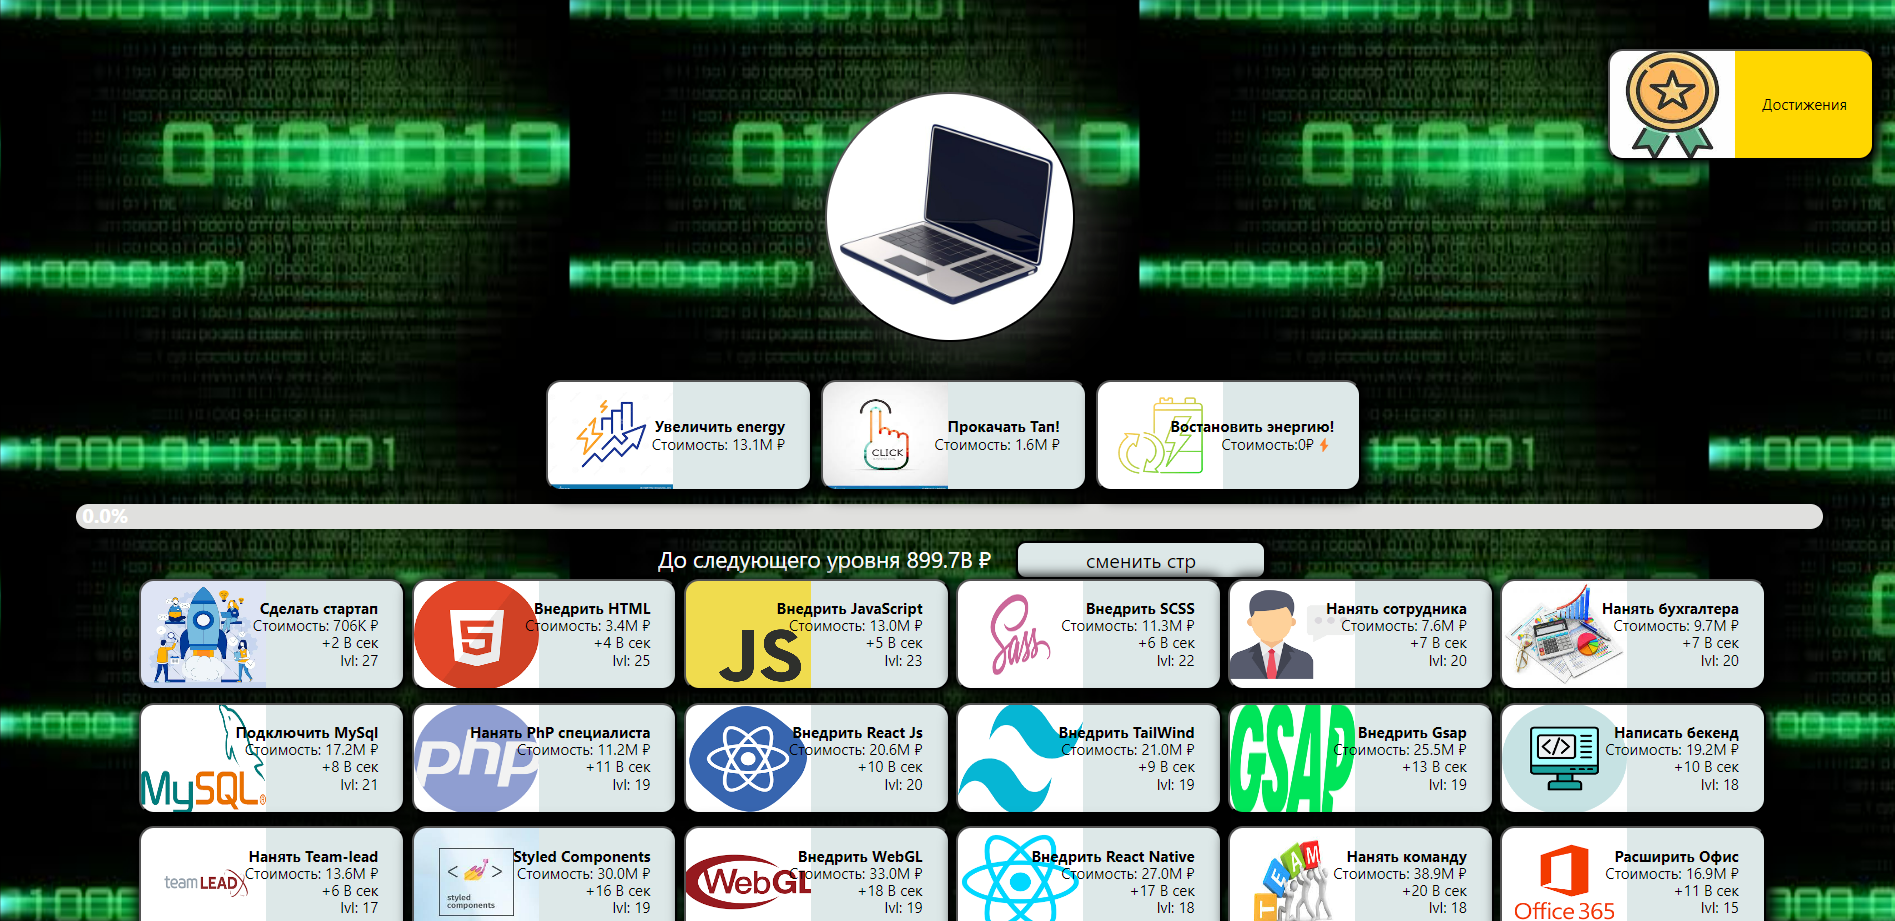 Достижения
CLICK
Увеличить energy
Стоимость: 13.1M ₽
Прокачать Тап!
Стоимость: 1.6M ₽
Востановить энергию!
Стоимость:0₽
0.0%
До следующего уровня 899.7B ₽
сменить стр
Сделать стартап
Стоимость: 706K ₽
+2 В сек
lvl: 27
Внедрить HTML
Стоимость: 3.4M ₽
+4 В сек
lvl: 25
JS
Внедрить JavaScript
Стоимость: 13.0M ₽
+5 В сек
lvl: 23
Sass
Внедрить SCSS
Стоимость: 11.3M ₽
+6 В сек
lvl: 22
Нанять сотрудника
Стоимость: 7.6M ₽
+7 В сек
lvl: 20
Нанять бухгалтера
Стоимость: 9.7M ₽
+7 В сек
lvl: 20
MySQL
Подключить MySql
Стоимость: 17.2M ₽
+8 В сек
lvl: 21
php
Нанять PhP специалиста
Стоимость: 11.2M ₽
+11 В сек
lvl: 19
Внедрить React Js
Стоимость: 20.6M ₽
+10 В сек
lvl: 20
Внедрить TailWind
Стоимость: 21.0M ₽
+9 В сек
lvl: 19
GSAP
Внедрить Gsap
Стоимость: 25.5M ₽
+13 В сек
lvl: 19
Написать бекенд
Стоимость: 19.2M ₽
+10 В сек
lvl: 18
team LEAD
Нанять Team-lead
Стоимость: 13.6M ₽
+6 В сек
lvl: 17
styled
components
Styled Components
Стоимость: 30.0M ₽
+16 В сек
lvl: 19
WebGL
Внедрить WebGL
Стоимость: 33.0M ₽
+18 В сек
lvl: 19
Внедрить React Native
Стоимость: 27.0M ₽
+17 В сек
lvl: 18
TEAM
Нанять команду
Стоимость: 38.9M ₽
+20 В сек
lvl: 18
Office 365
Расширить Офис
Стоимость: 16.9M ₽
+11 В сек
lvl: 15